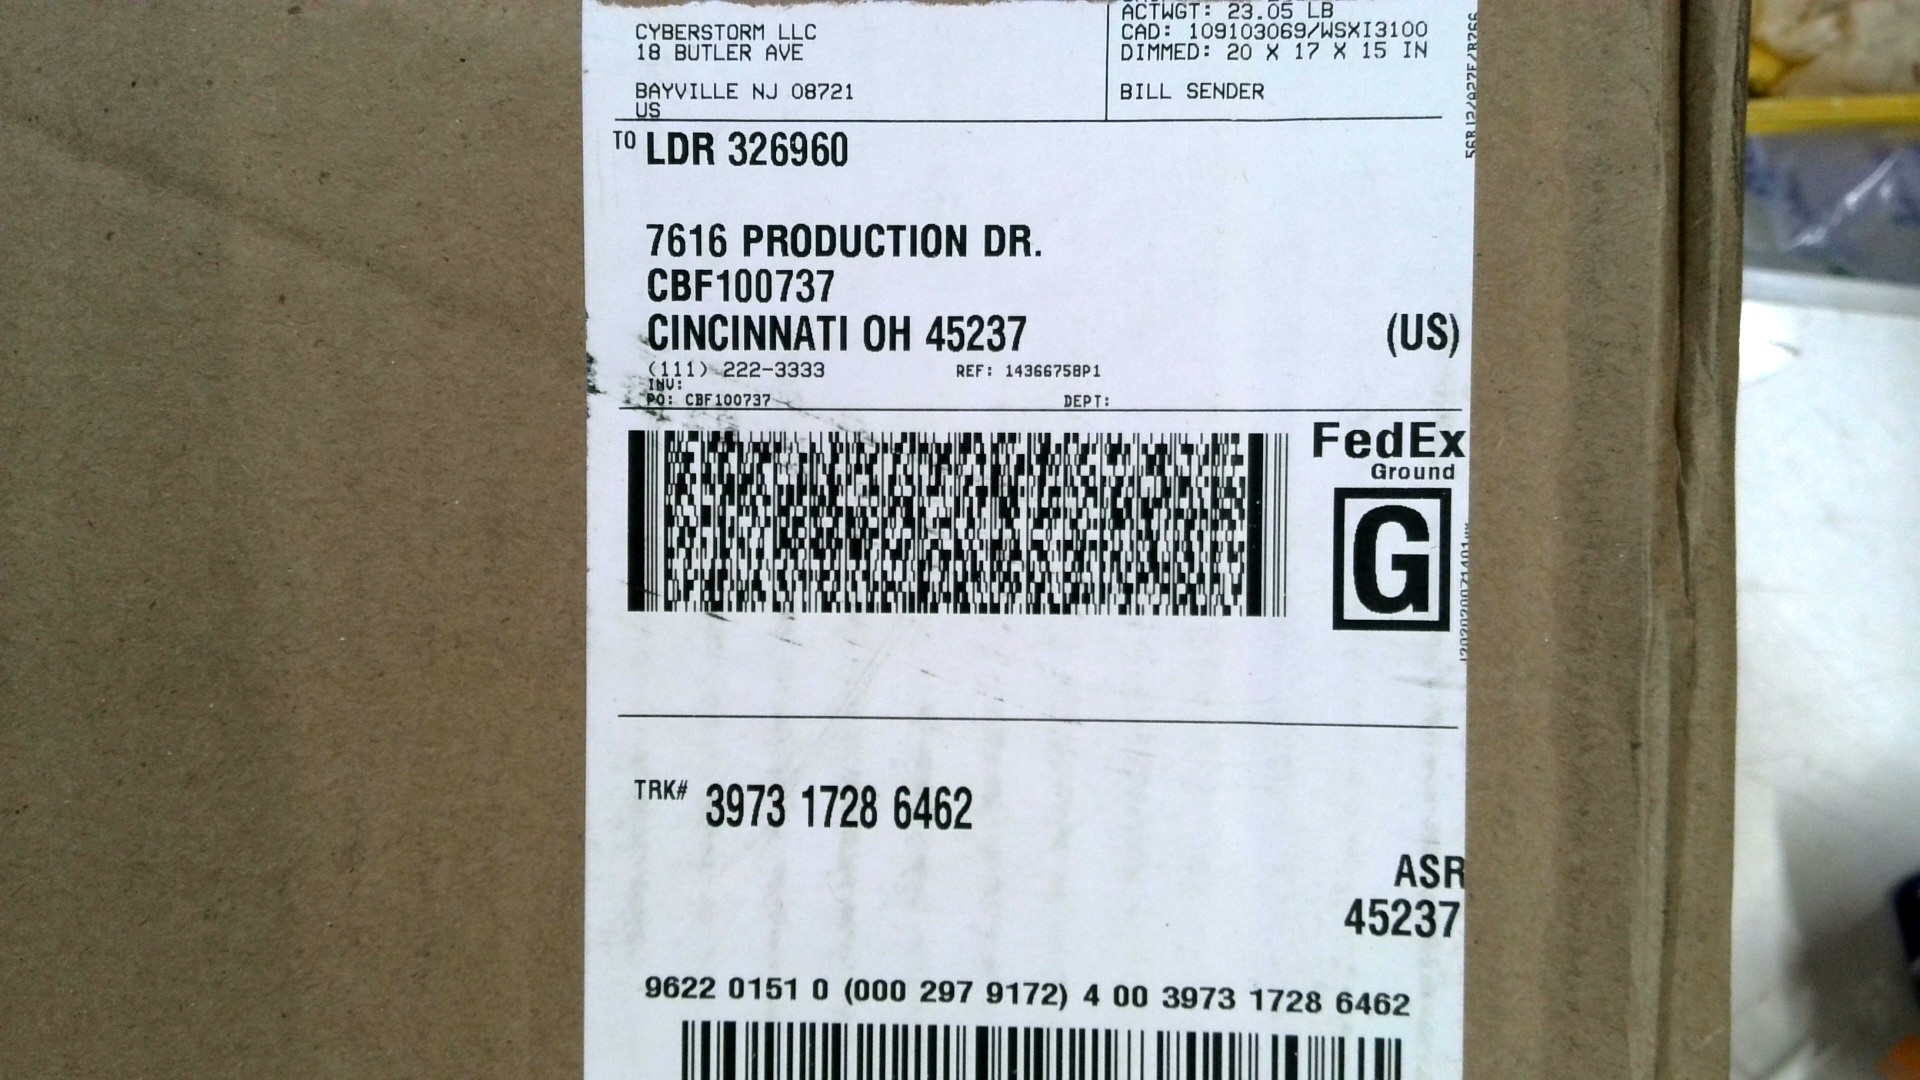 CYBERSTORM LLC
18 BUTLER AVE
BAYVILLE NJ 08721
US
ACTWGT: 23.05 LB
CAD: 109103069/WSXI3100
DIMMED: 20 X 17 X 15 IN
BILL SENDER
TO LDR 326960
7616 PRODUCTION DR.
CBF100737
CINCINNATI OH 45237 (US)
(111) 222-3333 REF: 14366758P1
INV:
PO: CBF100737 DEPT:
FedEx
Ground
G
TRK# 3973 1728 6462
ASR
45237
9622 0151 0 (000 297 9172) 4 00 3973 1728 6462